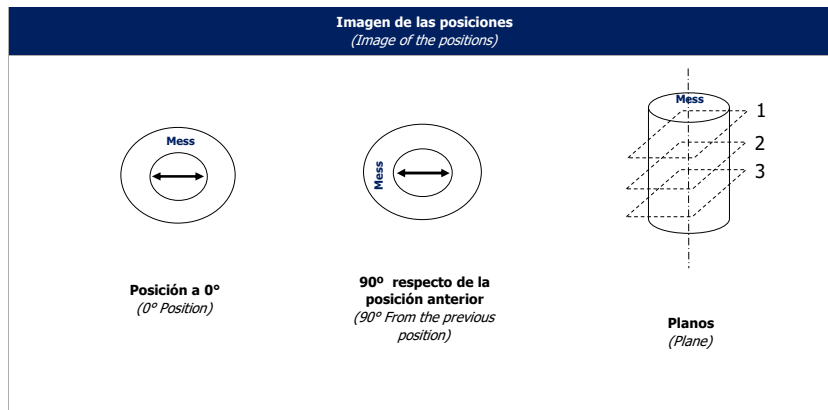 Imagen de las posiciones
(Image of the positions)
Mess
Mess
Mess
1
2
3
Posición a 0°
(0° Position)
90º respecto de la
posición anterior
(90° From the previous
position)
Planos
(Plane)